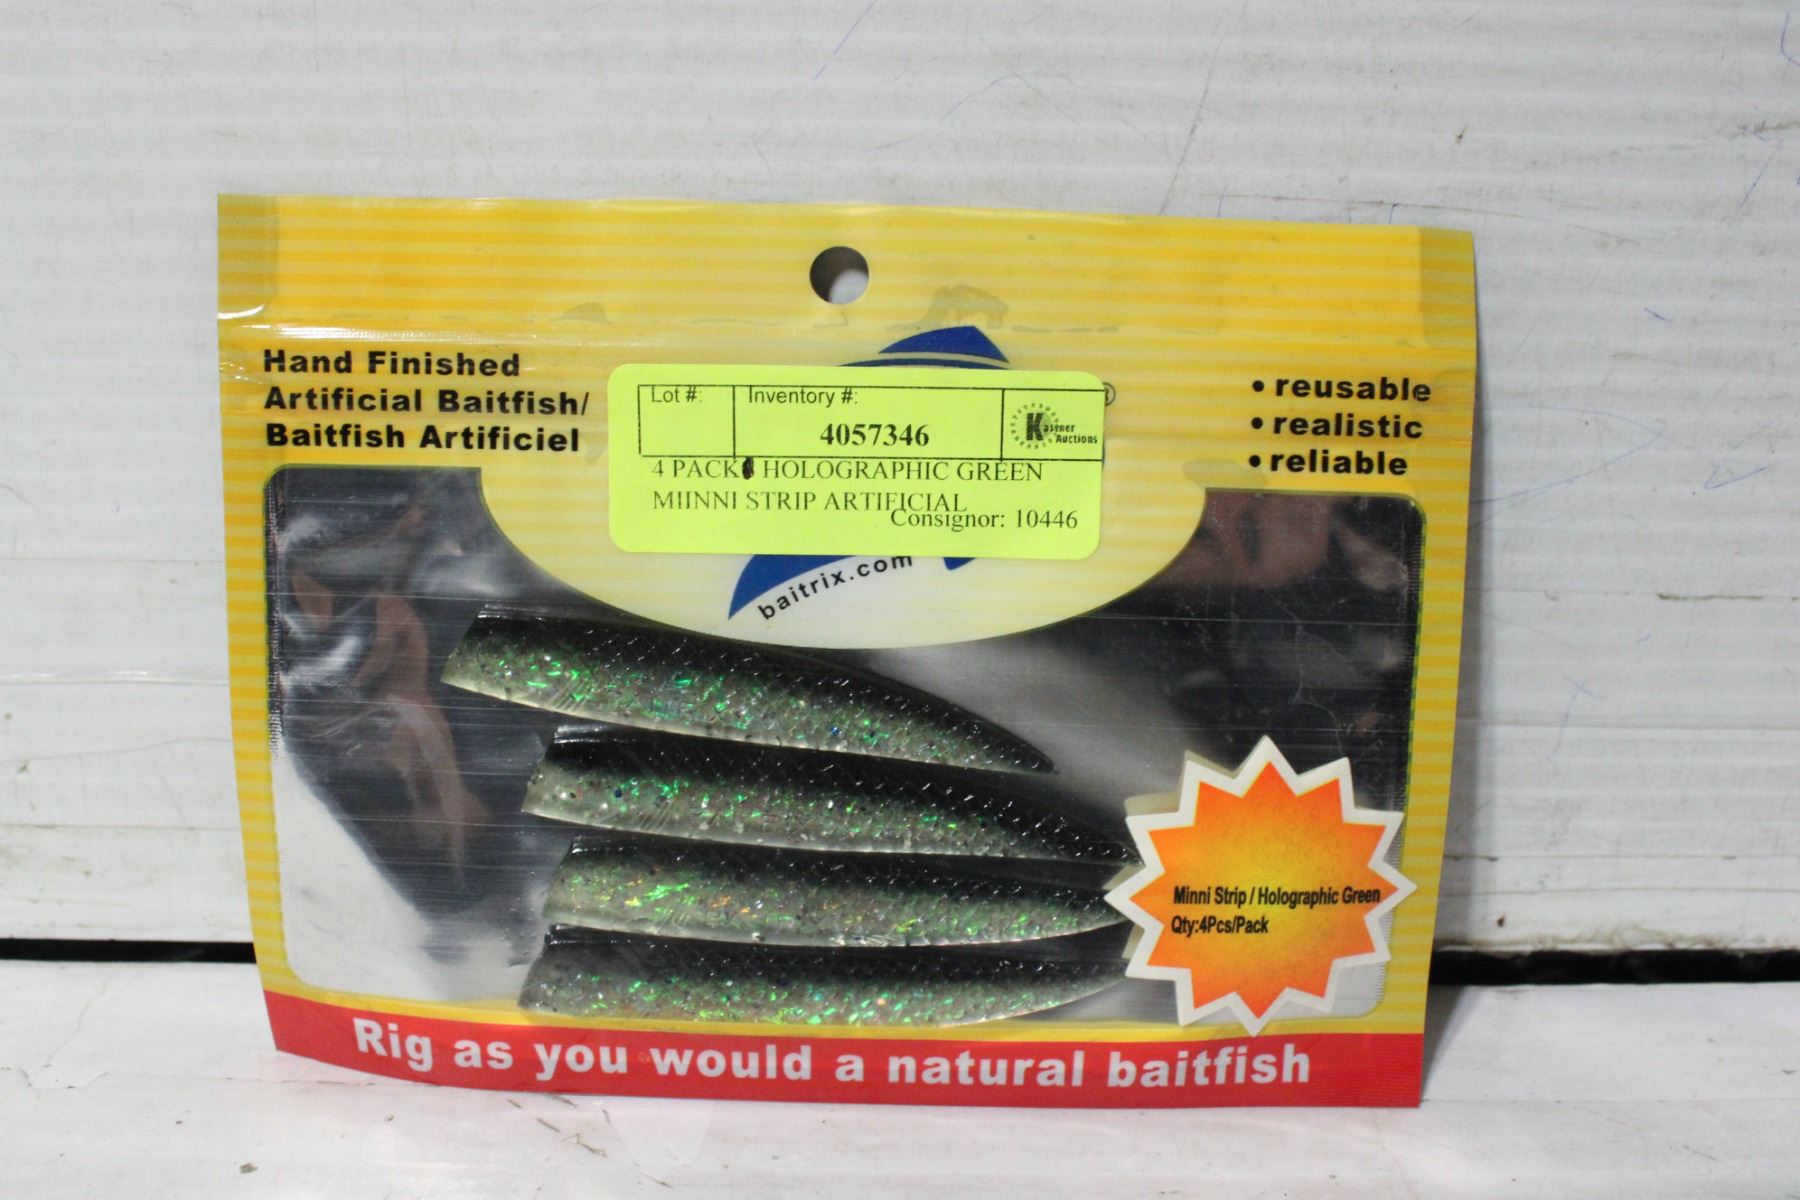 Hand Finished
Artificial Baitfish/
Baitfish Artificiel
• reusable
• realistic
• reliable
®
Lot #:
Inventory #:
4057346
Kastner
Auctions
4 PACK HOLOGRAPHIC GREEN
MIINNI STRIP ARTIFICIAL
Consignor: 10446
baitrix.com
Minni Strip / Holographic Green
Qty:4Pcs/Pack
Rig as you would a natural baitfish